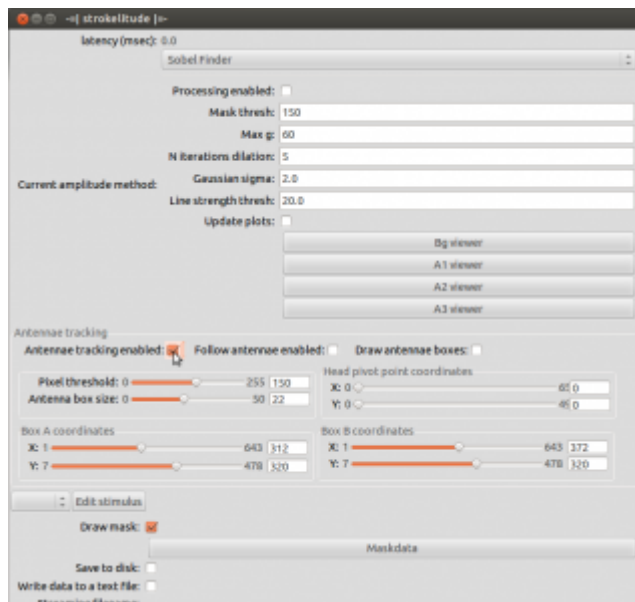 strokelitude
latency (msec): 0.0
Sobel Finder
Processing enabled:
Mask thresh: 150
Max g: 60
N iterations dilation: 5
Current amplitude method:
Gaussian sigma: 2.0
Line strength thresh: 20.0
Update plots:
Bg viewer
A1 viewer
A2 viewer
A3 viewer
Antennae tracking
Antennae tracking enabled: Follow antennae enabled: Draw antennae boxes:
Pixel threshold: 0 255 150
Antenna box size: 0 50 22
Head pivot point coordinates
X: 0 0
Y: 0 0
Box A coordinates
X: 1 643 312
Y: 7 478 320
Box B coordinates
X: 1 643 372
Y: 7 478 320
Edit stimulus
Draw mask:
Maskdata
Save to disk:
Write data to a text file: